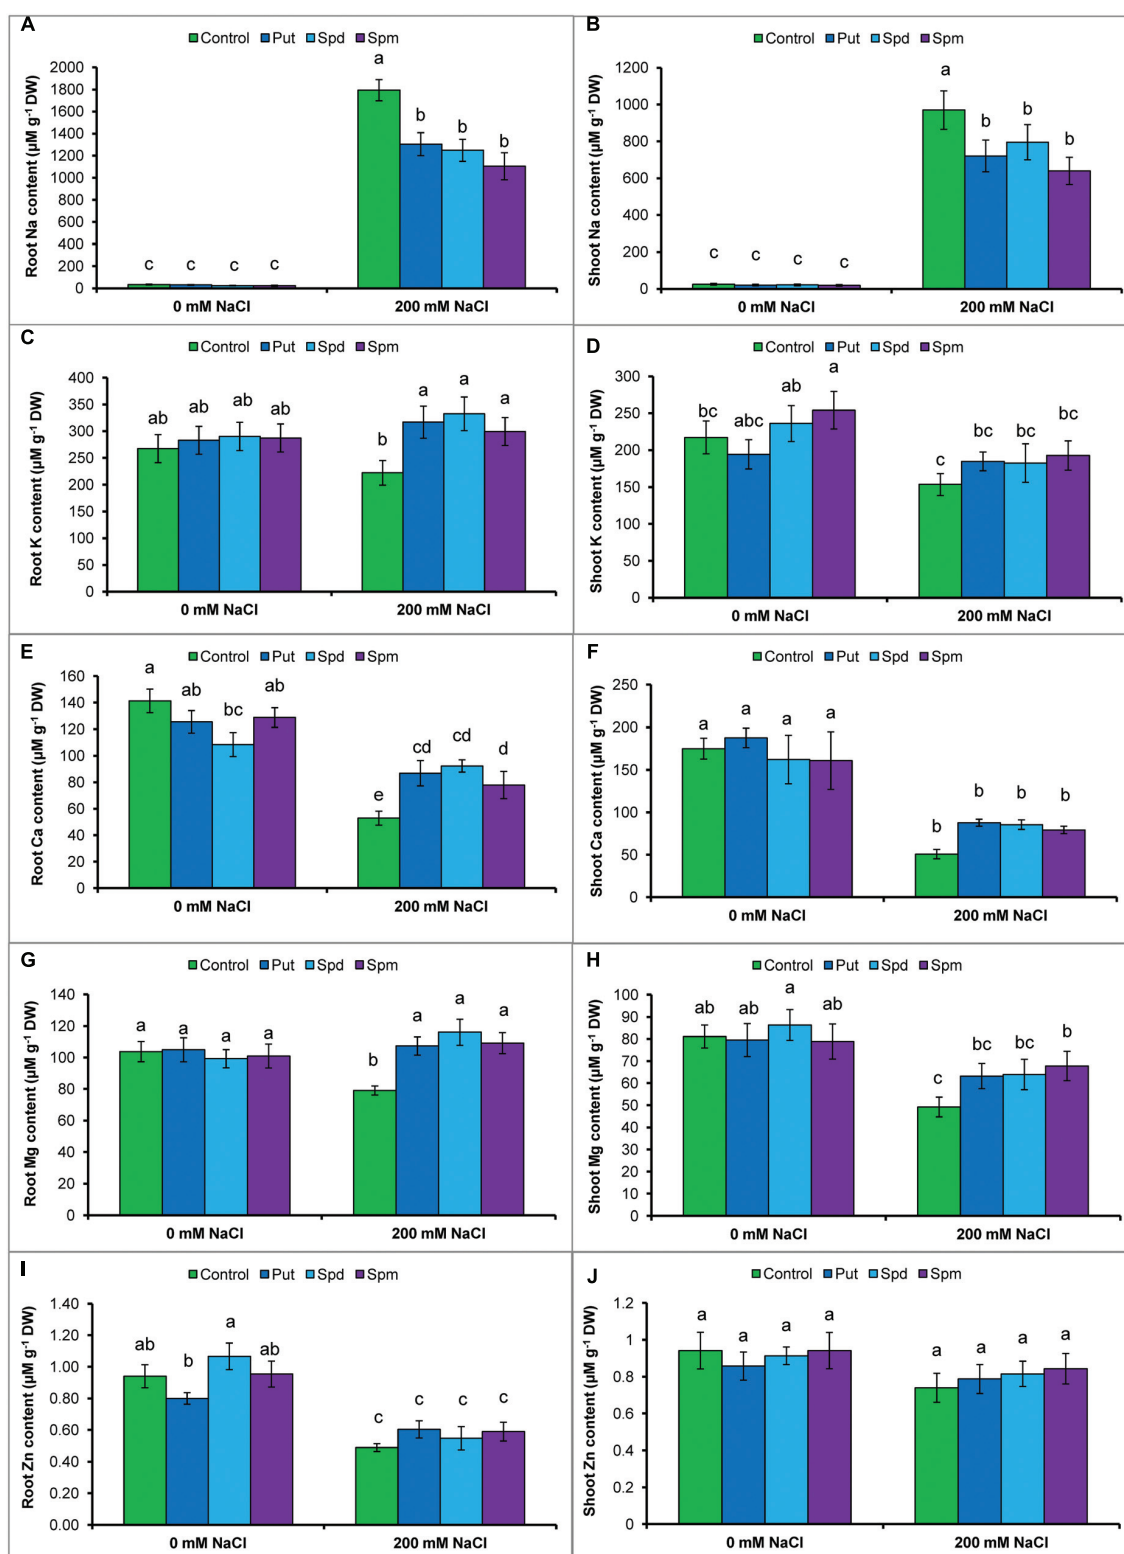 A
Control Put Spd Spm
Root Na content (µM g-1 DW)
2000
1800
1600
1400
1200
1000
800
600
400
200
0
c c c c
a b b b
0 mM NaCl 200 mM NaCl
B
Control Put Spd Spm
Shoot Na content (µM g-1 DW)
1200
1000
800
600
400
200
0
c c c c
a b b b
0 mM NaCl 200 mM NaCl
C
Control Put Spd Spm
Root K content (µM g-1 DW)
400
350
300
250
200
150
100
50
0
ab ab ab ab
b a a a
0 mM NaCl 200 mM NaCl
D
Control Put Spd Spm
Shoot K content (µM g-1 DW)
300
250
200
150
100
50
0
bc abc ab a
c bc bc bc
0 mM NaCl 200 mM NaCl
E
Control Put Spd Spm
Root Ca content (µM g-1 DW)
160
140
120
100
80
60
40
20
0
a ab bc ab
e cd cd d
0 mM NaCl 200 mM NaCl
F
Control Put Spd Spm
Shoot Ca content (µM g-1 DW)
250
200
150
100
50
0
a a a a
b b b b
0 mM NaCl 200 mM NaCl
G
Control Put Spd Spm
Root Mg content (µM g-1 DW)
140
120
100
80
60
40
20
0
a a a a
b a a a
0 mM NaCl 200 mM NaCl
H
Control Put Spd Spm
Shoot Mg content (µM g-1 DW)
100
90
80
70
60
50
40
30
20
10
0
ab ab a ab
c bc bc b
0 mM NaCl 200 mM NaCl
I
Control Put Spd Spm
Root Zn content (µM g-1 DW)
1.40
1.20
1.00
0.80
0.60
0.40
0.20
0.00
ab b a ab
c c c c
0 mM NaCl 200 mM NaCl
J
Control Put Spd Spm
Shoot Zn content (µM g-1 DW)
1.2
1
0.8
0.6
0.4
0.2
0
a a a a
a a a a
0 mM NaCl 200 mM NaCl